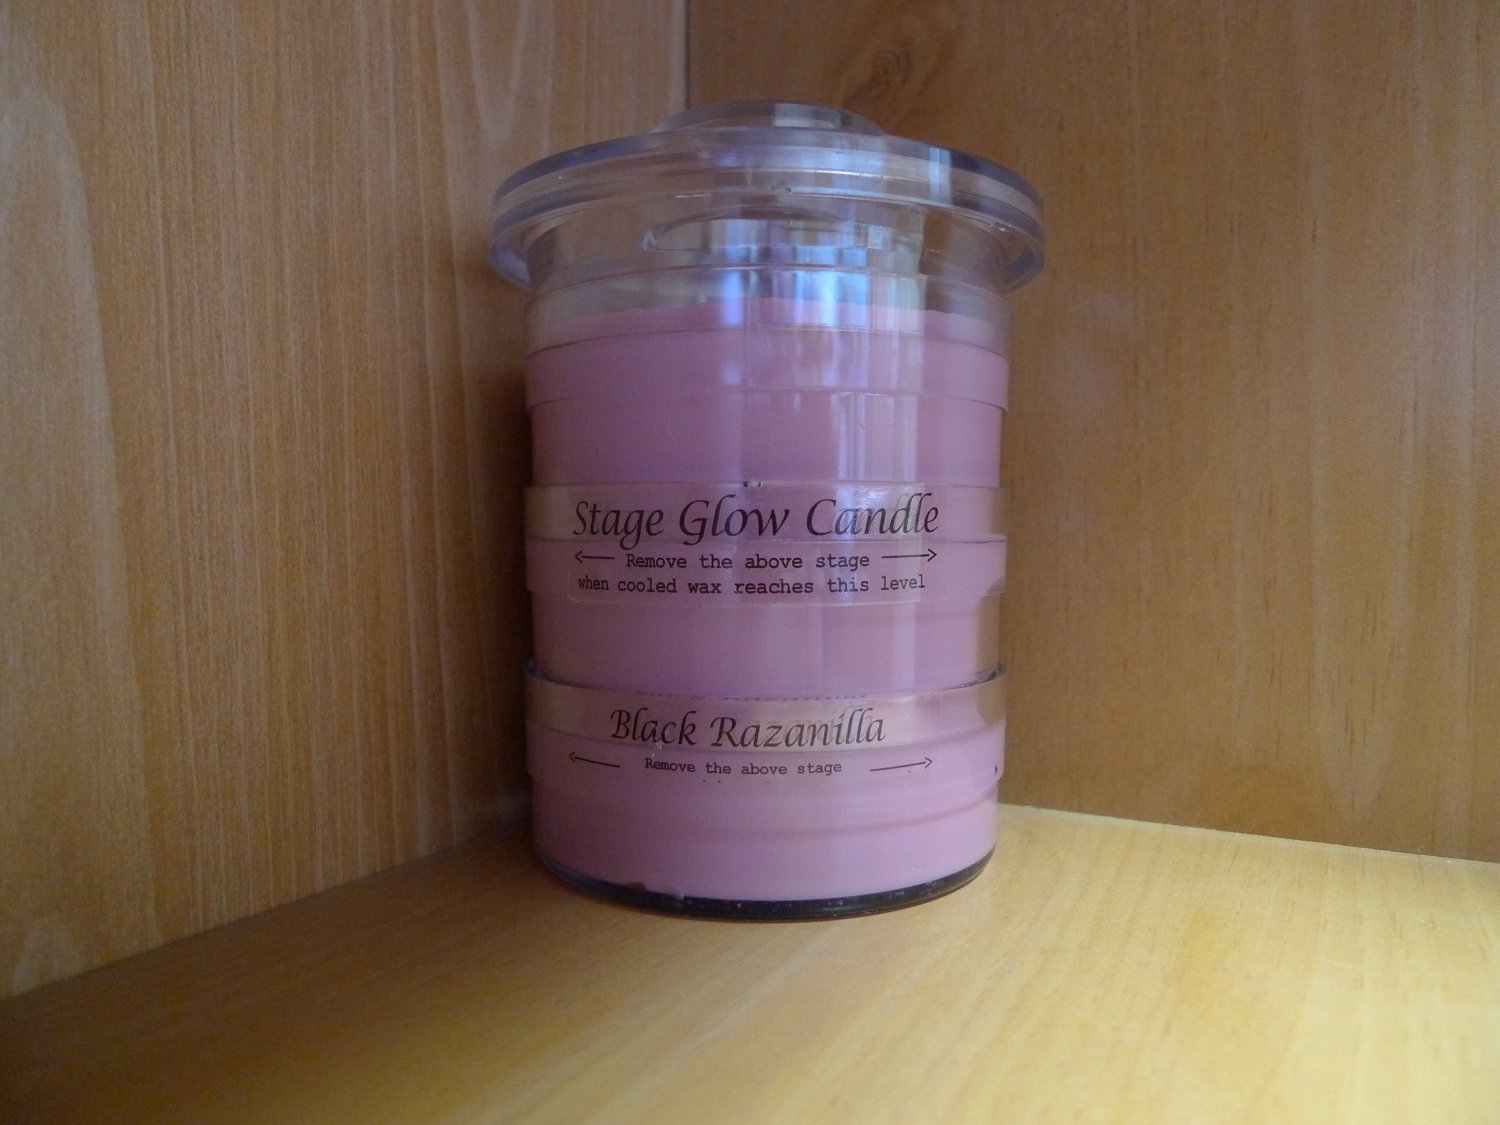 Stage Glow Candle
Remove the above stage
when cooled wax reaches this level
Black Razanilla
Remove the above stage